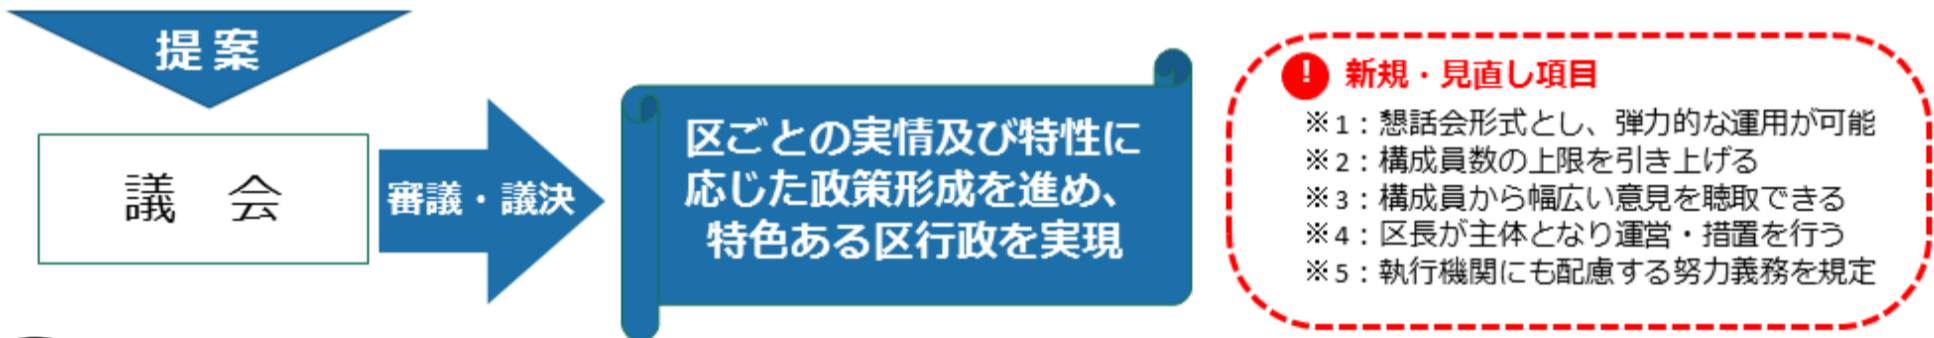 提案
議 会
審議・議決
区ごとの実情及び特性に
応じた政策形成を進め、
特色ある区行政を実現
! 新規・見直し項目
※1：懇話会形式とし、弾力的な運用が可能
※2：構成員数の上限を引き上げる
※3：構成員から幅広い意見を聴取できる
※4：区長が主体となり運営・措置を行う
※5：執行機関にも配慮する努力義務を規定